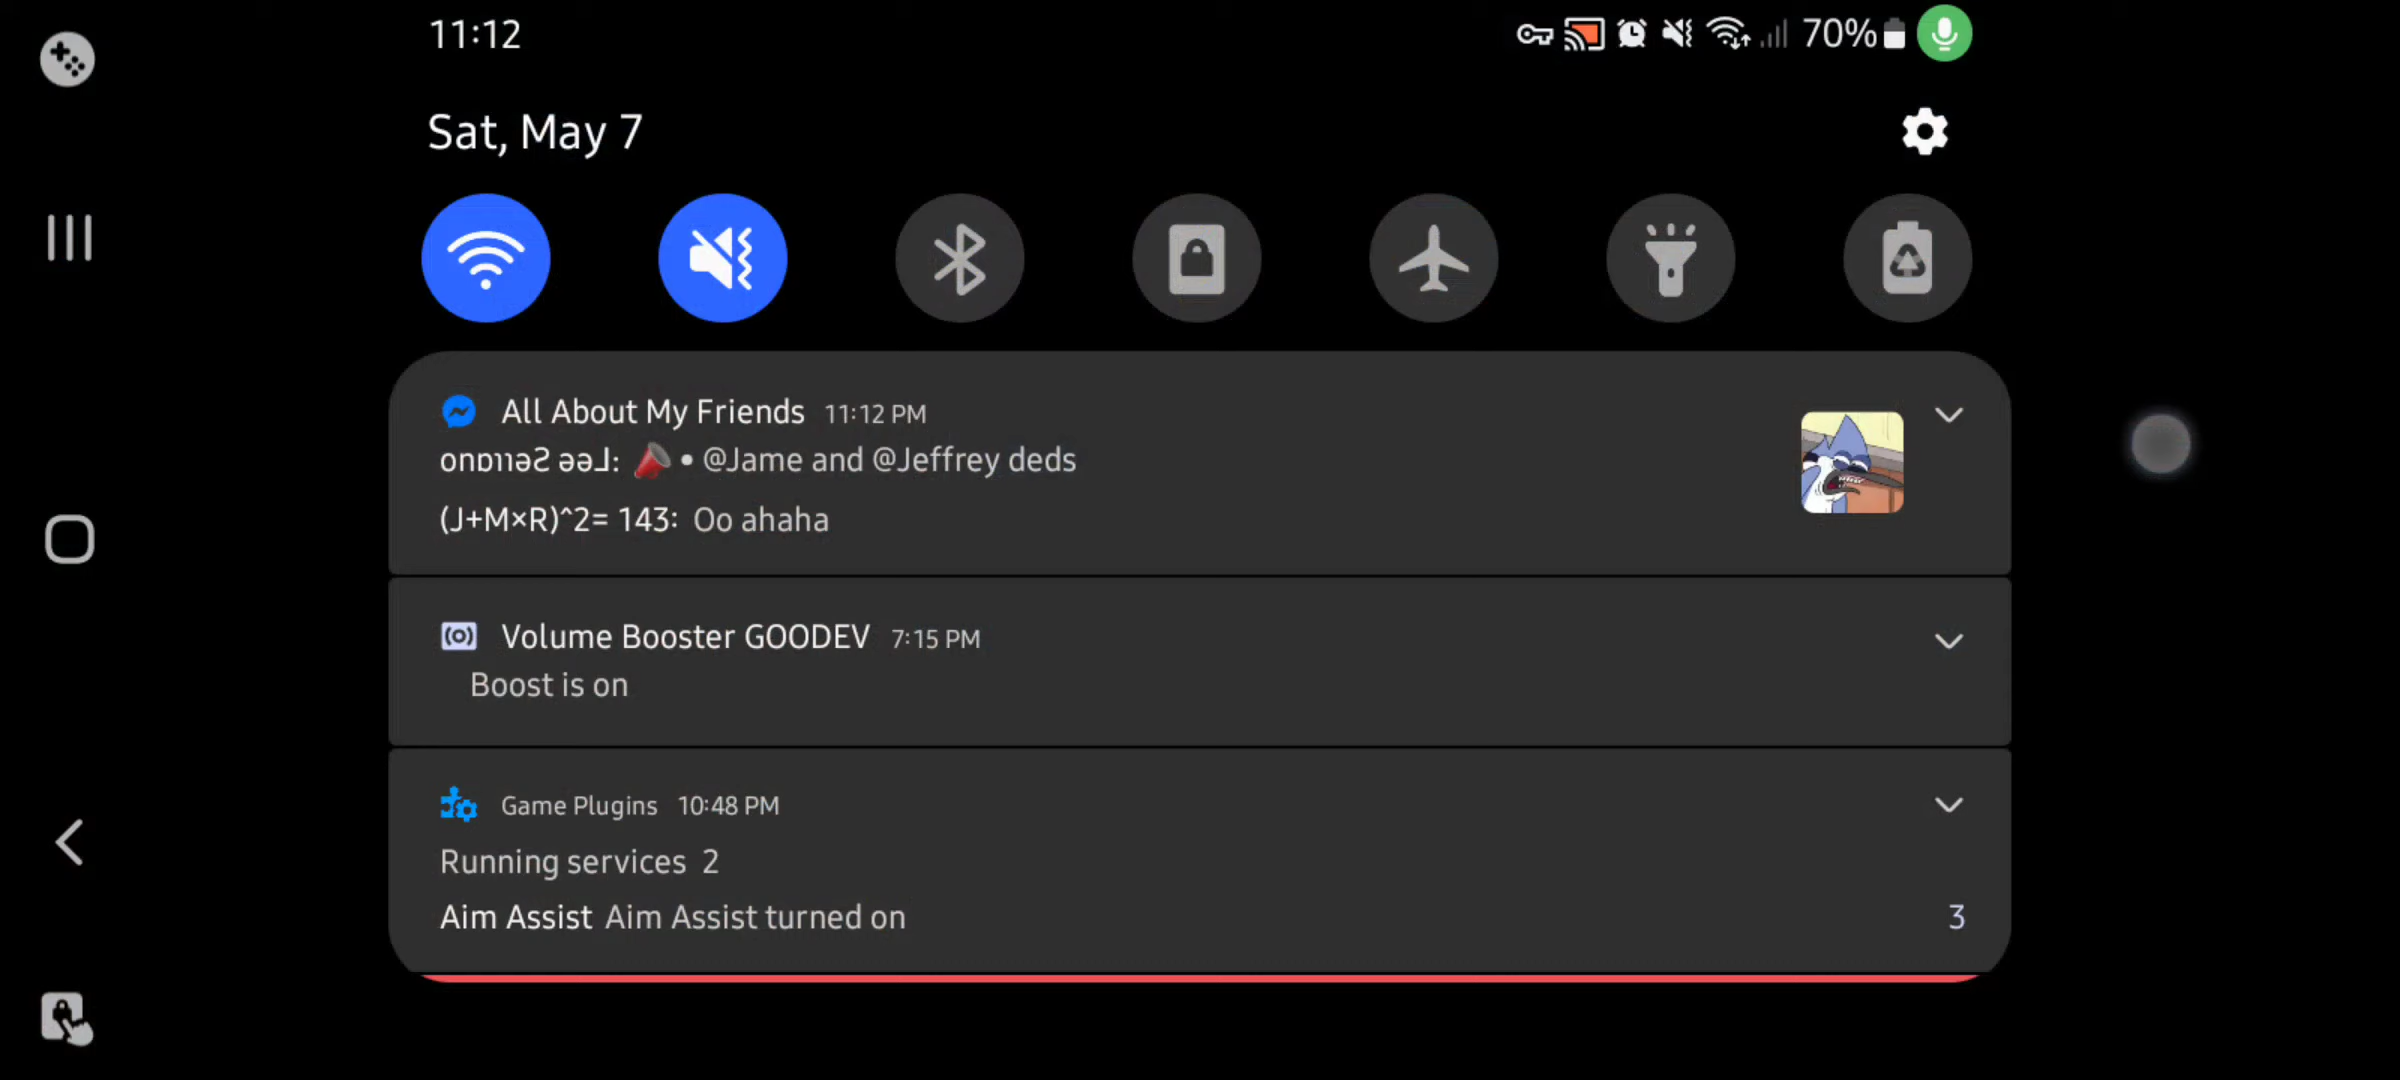 11:12
70%
Sat, May 7
All About My Friends 11:12 PM
onɒıɿɘƧ ɘɘႱ: 📣 • @Jame and @Jeffrey deds
(J+M×R)^2= 143: Oo ahaha
Volume Booster GOODEV 7:15 PM
Boost is on
Game Plugins 10:48 PM
Running services 2
Aim Assist Aim Assist turned on
3